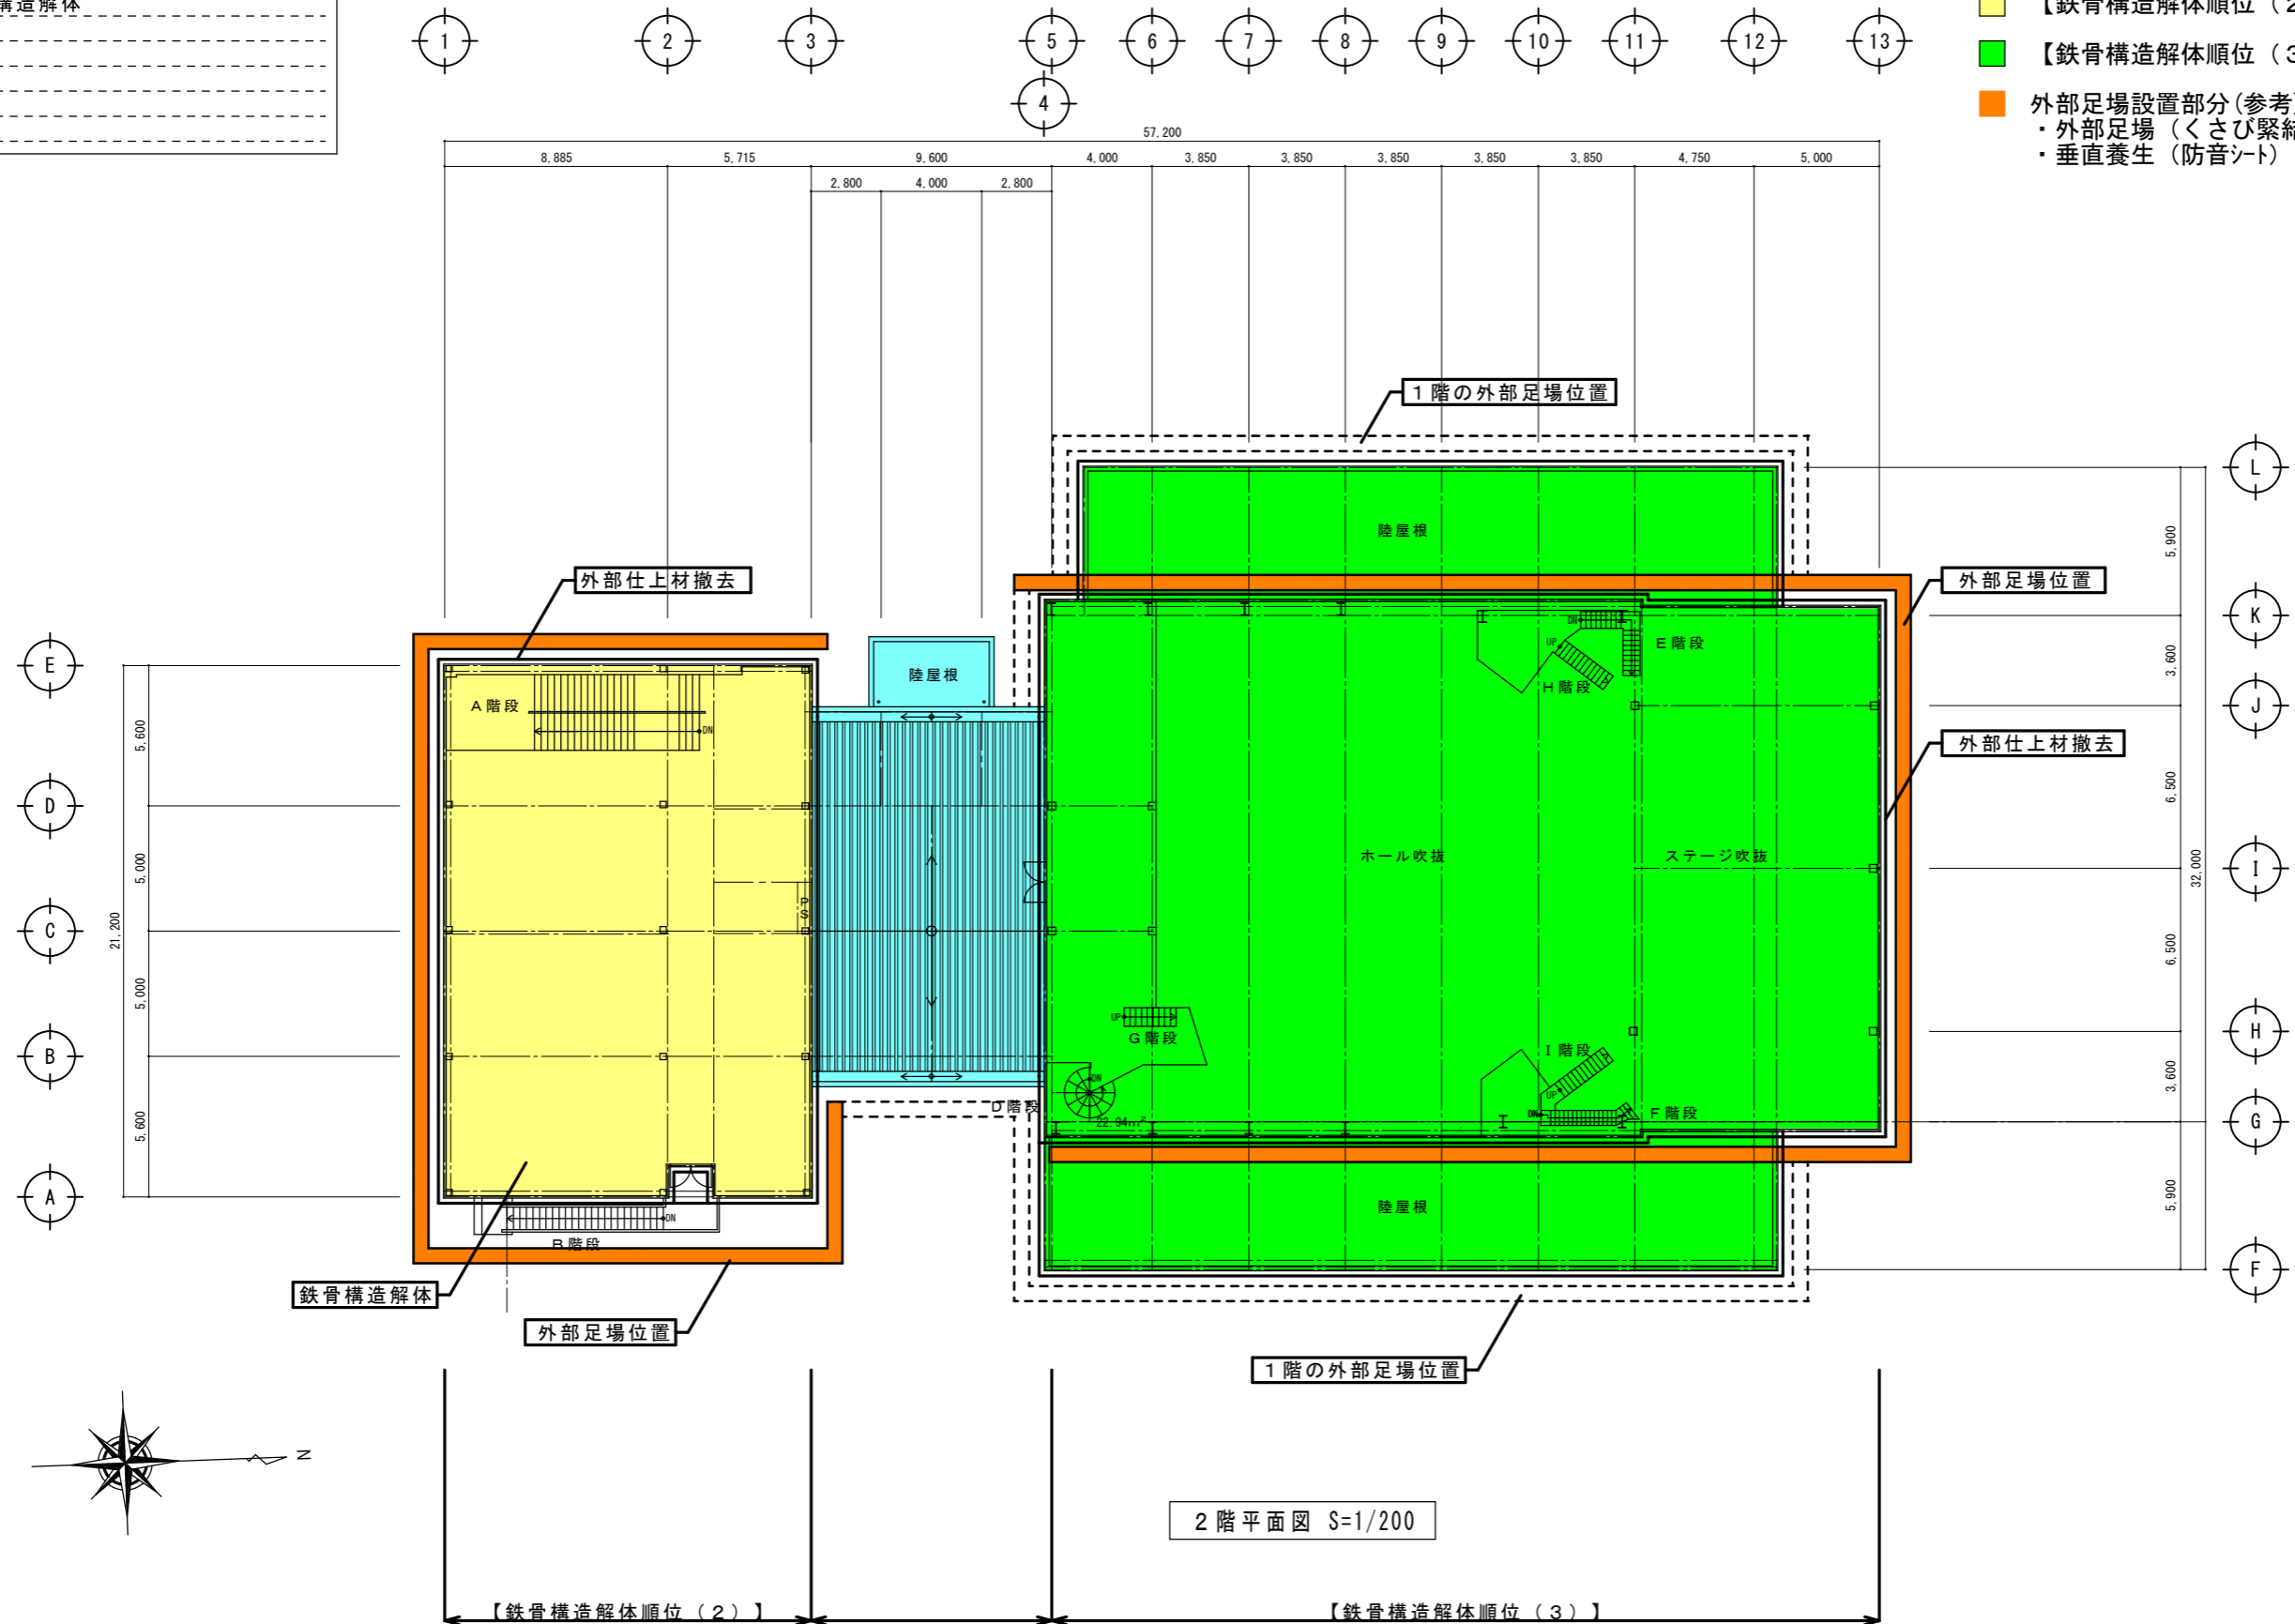 構造解体
【鉄骨構造解体順位（2
【鉄骨構造解体順位（3
外部足場設置部分(参考)
・外部足場（くさび緊結
・垂直養生（防音シート）
1 2 3 5 6 7 8 9 10 11 12 13
4
57,200
8,885 5,715 9,600 4,000 3,850 3,850 3,850 3,850 3,850 4,750 5,000
2,800 4,000 2,800
1階の外部足場位置
L
5,900
陸屋根
外部仕上材撤去
外部足場位置
K
E
3,600
E階段
DN
UP
陸屋根
H階段
A階段
J
DN
5,600
外部仕上材撤去
6,500
D
ホール吹抜
ステージ吹抜
I
32,000
5,000
PS
C
21,200
6,500
5,000
UP
G階段
H
B
I階段
DN
UP
3,600
D階段
DN
F階段
22.94m²
G
5,600
A
5,900
陸屋根
DN
B階段
F
鉄骨構造解体
外部足場位置
1階の外部足場位置
N
2階平面図 S=1/200
【鉄骨構造解体順位（2）】
【鉄骨構造解体順位（3）】